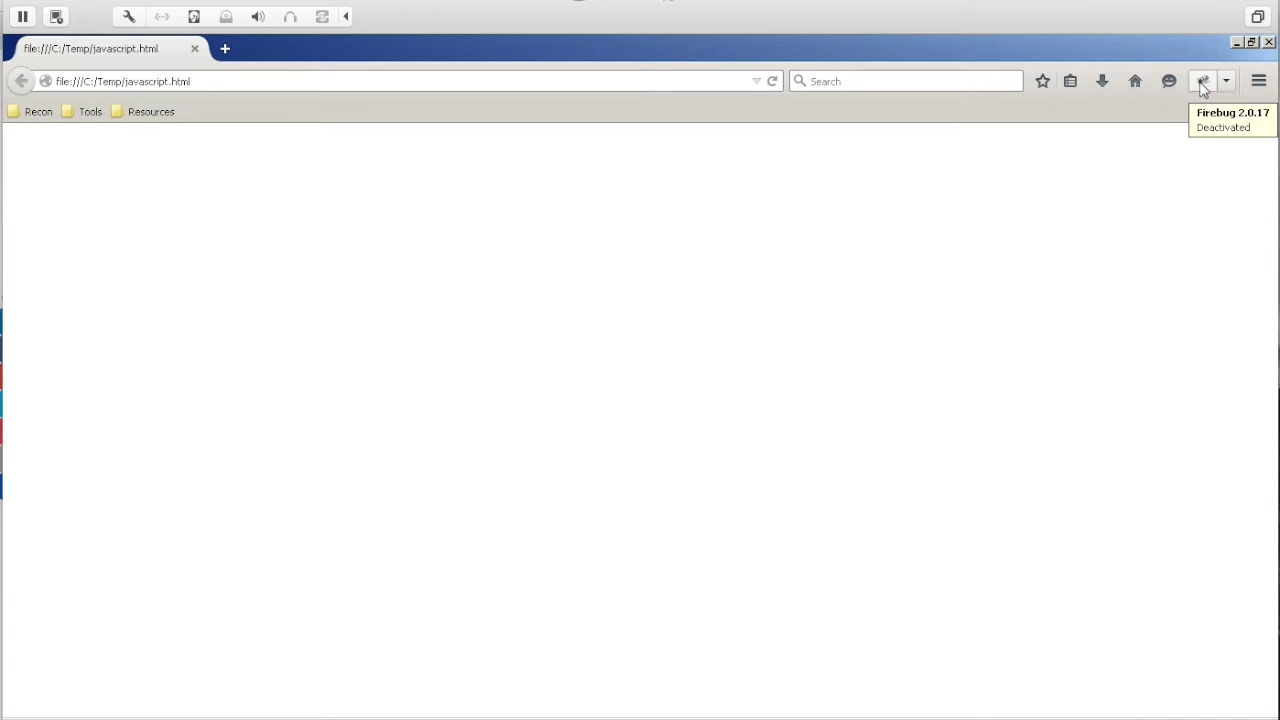 file:///C:/Temp/javascript.html
file:///C:/Temp/javascript.html
Search
Recon
Tools
Resources
Firebug 2.0.17
Deactivated